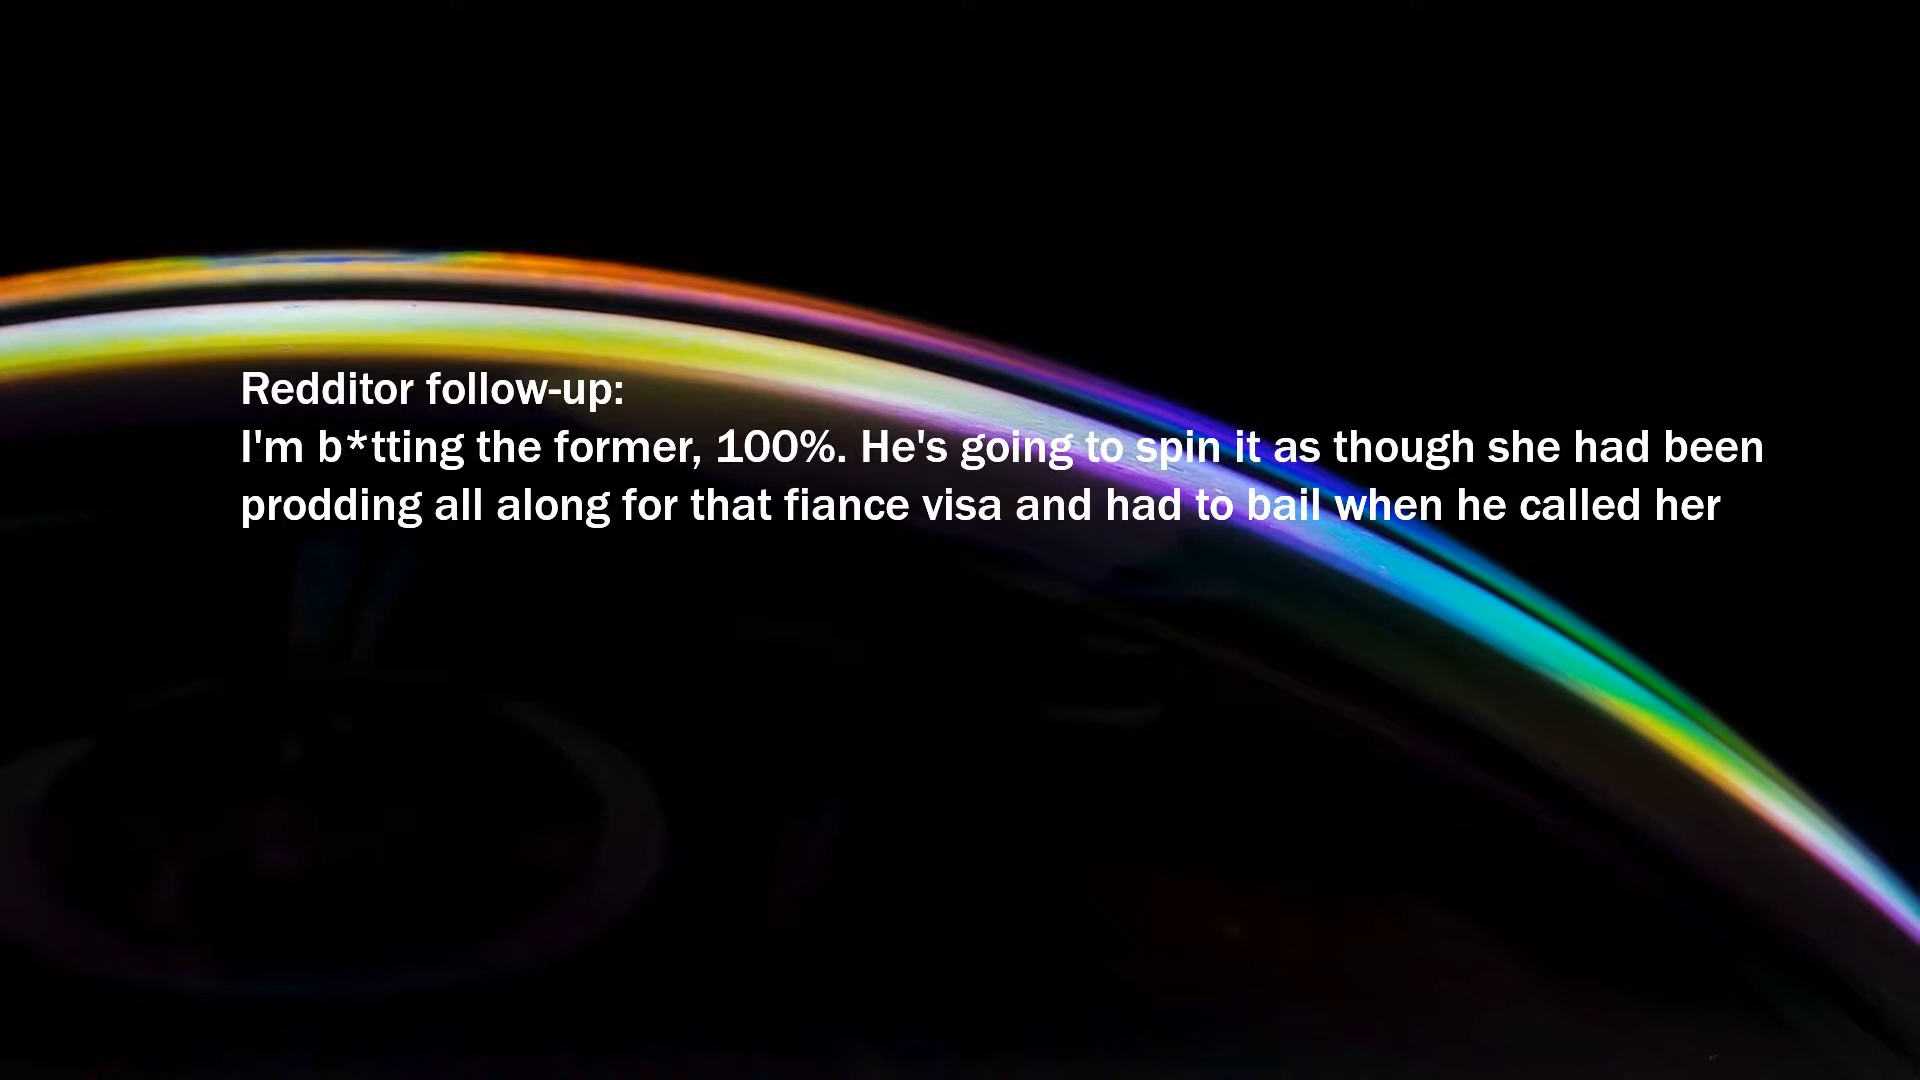 Redditor follow-up:
I'm b*tting the former, 100%. He's going to spin it as though she had been
prodding all along for that fiance visa and had to bail when he called her